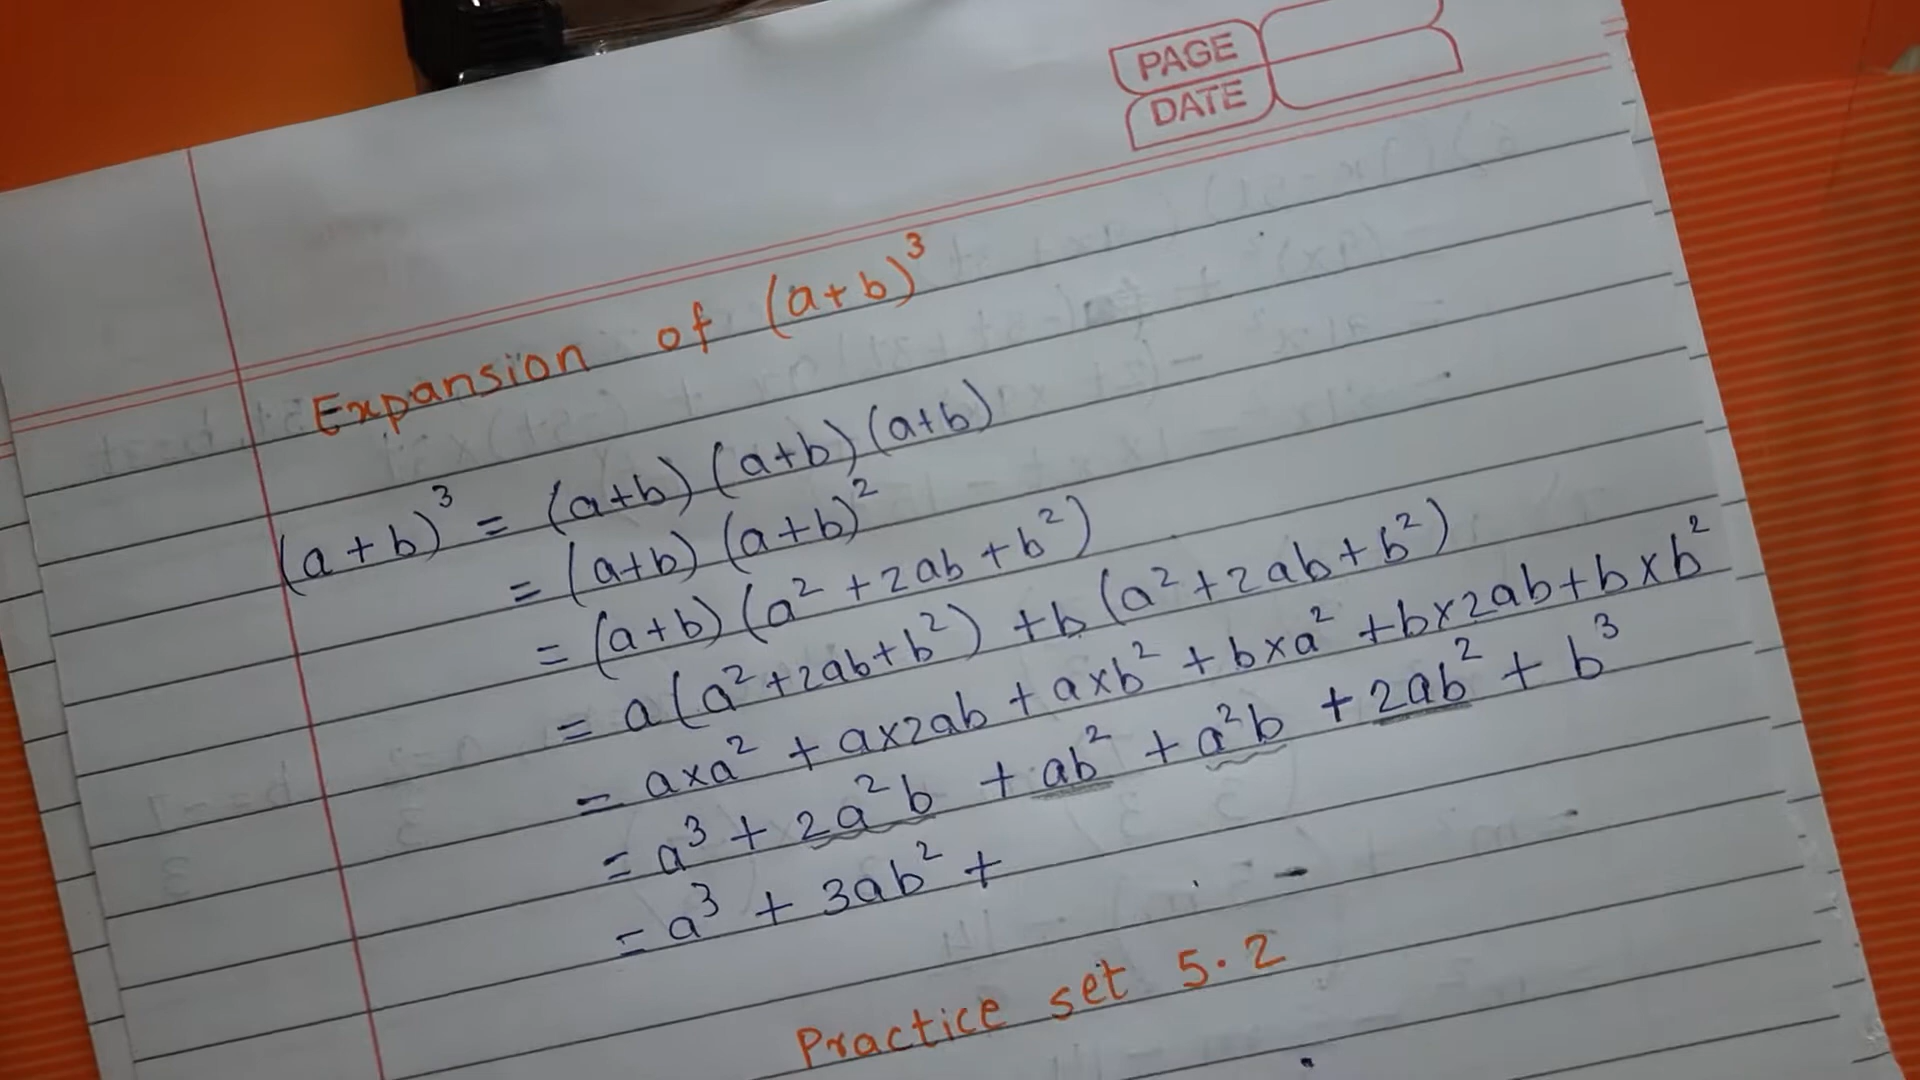 PAGE
DATE
Expansion of (a+b)³
(a+b)³ = (a+b) (a+b) (a+b)
= (a+b) (a+b)²
= (a+b) (a² + 2ab + b²)
= a (a² + 2ab + b²) + b (a² + 2ab + b²)
= a×a² + a×2ab + a×b² + b×a² + b×2ab + b×b²
= a³ + 2a²b + ab² + a²b + 2ab² + b³
= a³ + 3ab² +
Practice set 5.2